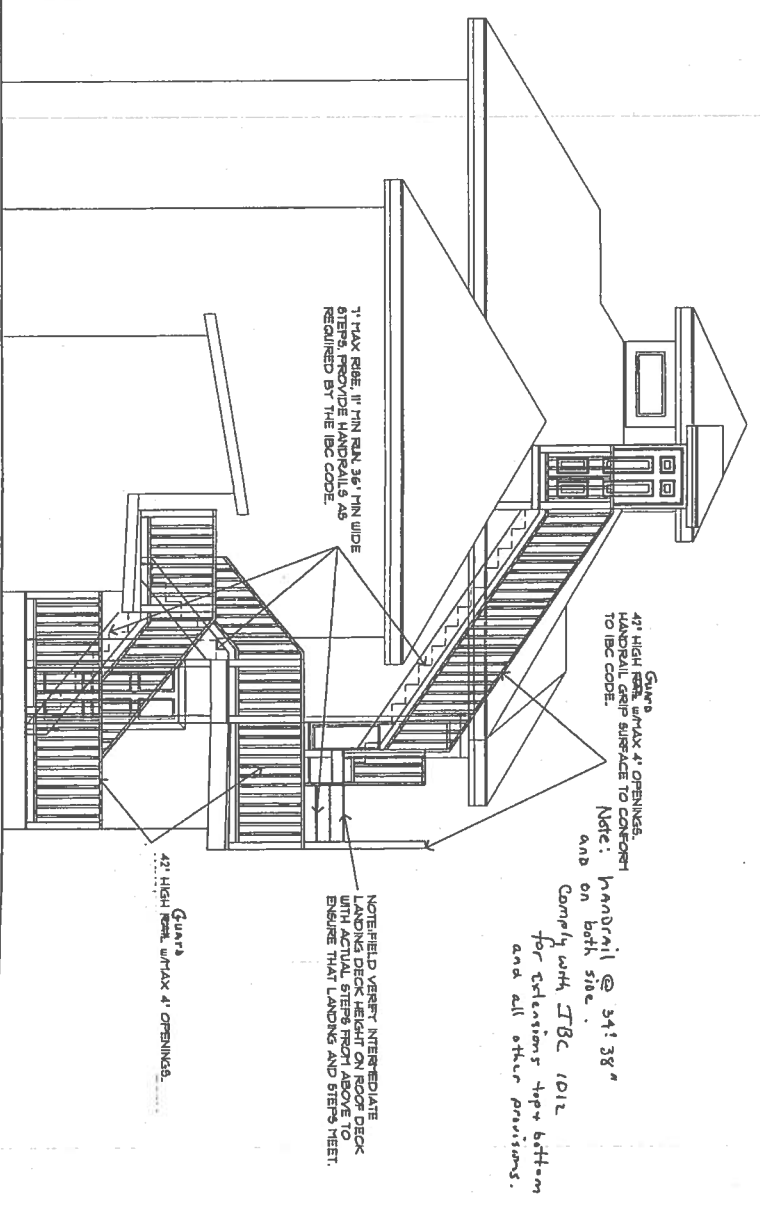 42" HIGH w/MAX 4" OPENINGS.
Guard
HANDRAIL GRIP SURFACE TO CONFORM
TO IBC CODE.
Note: handrail @ 34"-38"
and on both side.
Comply with IBC 1012
for extensions top+ bottom
and all other provisions.
7" MAX RISE, 11" MIN RUN. 36" MIN WIDE
STEPS. PROVIDE HANDRAILS AS
REQUIRED BY THE IBC CODE.
NOTE:FIELD VERIFY INTERMEDIATE
LANDING DECK HEIGHT ON ROOF DECK
WITH ACTUAL STEPS FROM ABOVE TO
ENSURE THAT LANDING AND STEPS MEET.
Guard
42" HIGH w/MAX 4" OPENINGS.